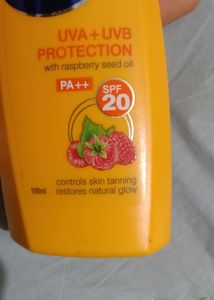 UVA + UVB
PROTECTION
with raspberry seed oil
PA++
SPF
20
100ml
controls skin tanning
restores natural glow